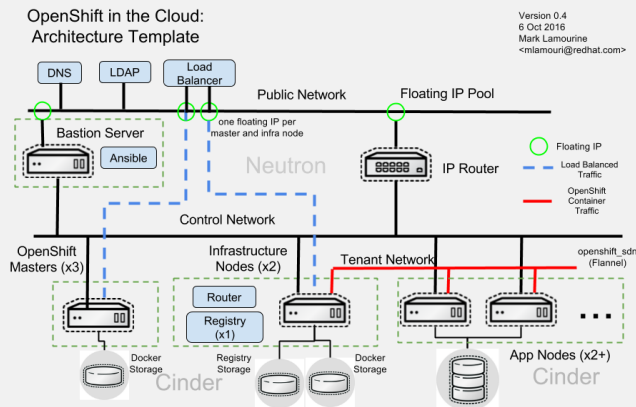 OpenShift in the Cloud:
Architecture Template
Version 0.4
6 Oct 2016
Mark Lamourine
<mlamouri@redhat.com>
DNS
LDAP
Load
Balancer
Public Network
Floating IP Pool
one floating IP per
master and infra node
Bastion Server
Ansible
Neutron
IP Router
Floating IP
Load Balanced
Traffic
OpenShift
Container
Traffic
Control Network
OpenShift
Masters (x3)
Infrastructure
Nodes (x2)
Tenant Network
openshift_sdn
(Flannel)
Router
Registry
(x1)
...
Docker
Storage
Cinder
Registry
Storage
Docker
Storage
App Nodes (x2+)
Cinder